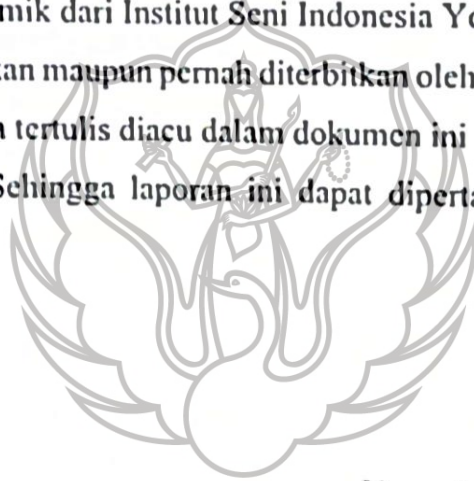 mik dari Institut Seni Indonesia Yo
kan maupun pernah diterbitkan oleh
tertulis diacu dalam dokumen ini
Sehingga laporan ini dapat diperta